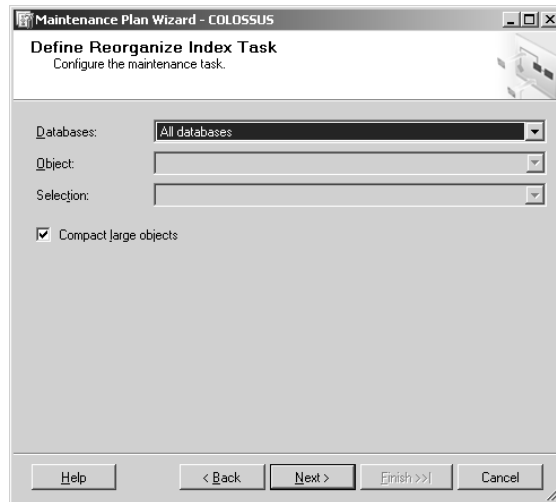 Maintenance Plan Wizard - COLOSSUS
Define Reorganize Index Task
Configure the maintenance task.
Databases: All databases
Object:
Selection:
Compact large objects
Help < Back Next > Finish >>| Cancel